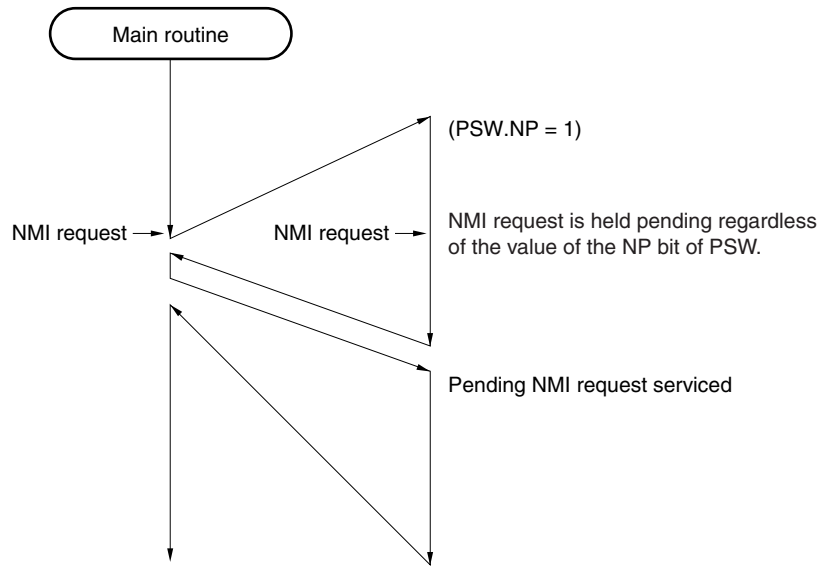 Main routine
(PSW.NP = 1)
NMI request
NMI request
NMI request is held pending regardless
of the value of the NP bit of PSW.
Pending NMI request serviced